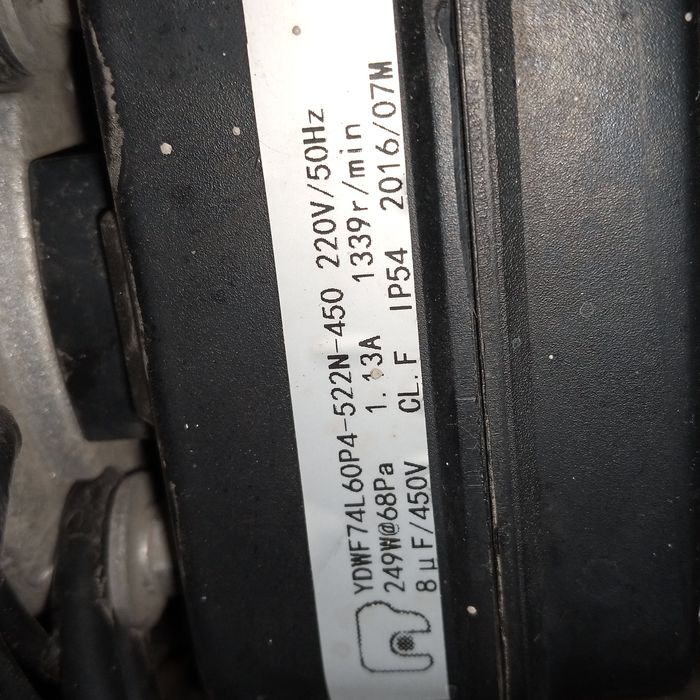 YDWF74L60P4-522N-450 220V/50Hz
249W@68Pa 1.13A 1339r/min
8μF/450V CL.F IP54 2016/07M